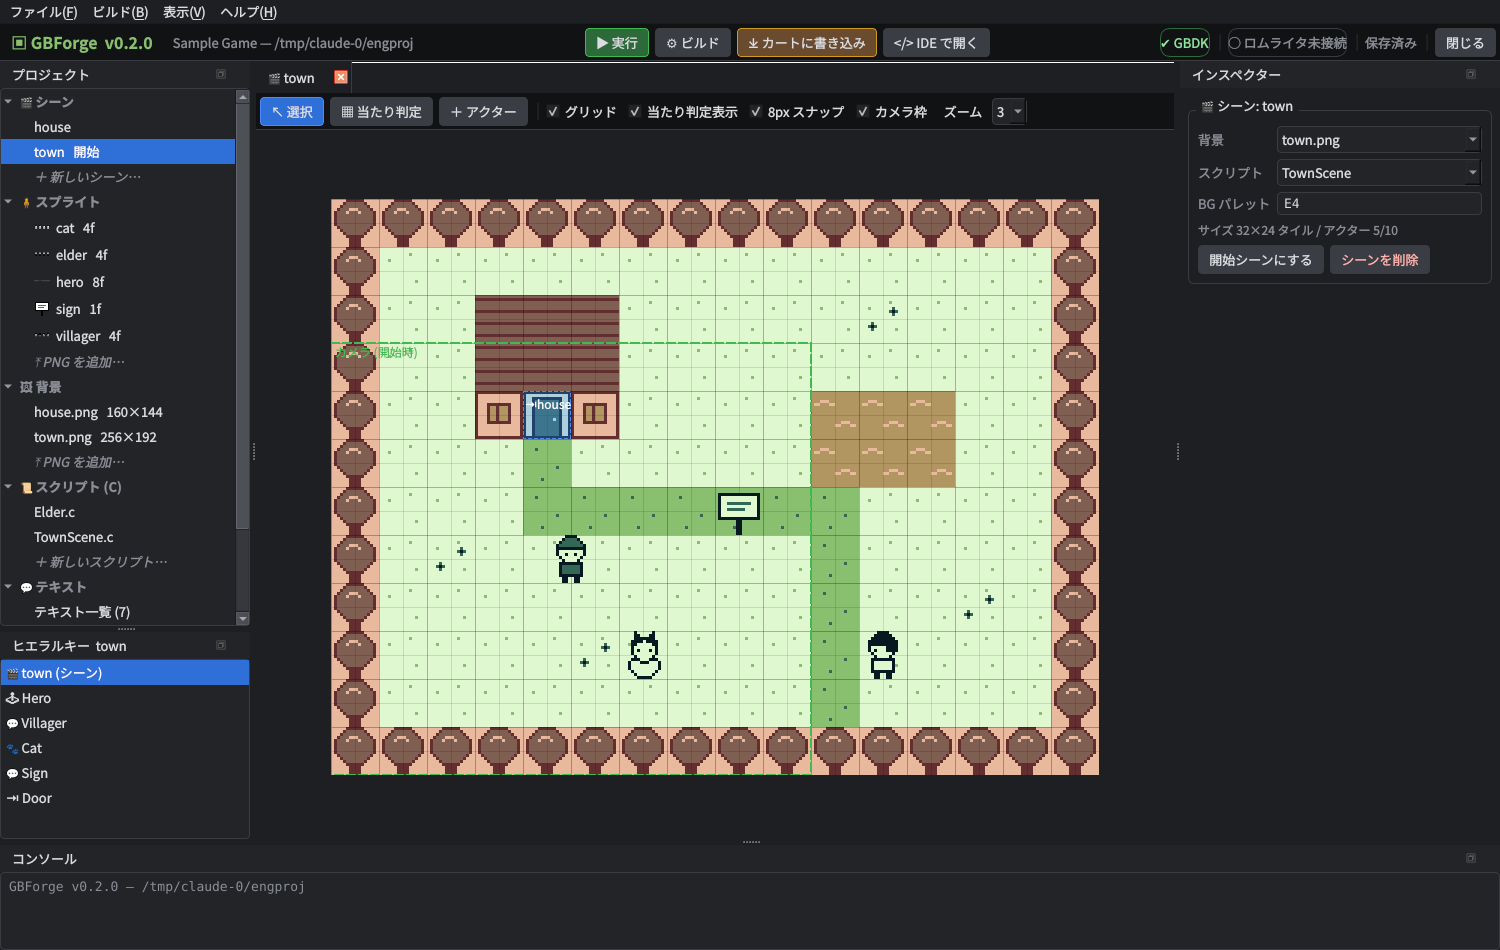 ファイル(F) ビルド(B) 表示(V) ヘルプ(H)
GBForge v0.2.0 Sample Game — /tmp/claude-0/engproj 実行 ビルド カートに書き込み </> IDE で開く ✔ GBDK ロムライタ未接続 保存済み 閉じる
プロジェクト
シーン
house
town 開始
＋ 新しいシーン…
スプライト
cat 4f
elder 4f
hero 8f
sign 1f
villager 4f
PNG を追加…
背景
house.png 160×144
town.png 256×192
PNG を追加…
スクリプト (C)
Elder.c
TownScene.c
＋ 新しいスクリプト…
テキスト
テキスト一覧 (7)
ヒエラルキー town
town (シーン)
Hero
Villager
Cat
Sign
Door
town
選択 当たり判定 ＋ アクター グリッド 当たり判定表示 8px スナップ カメラ枠 ズーム 3
カメラ (開始時)
→house
インスペクター
シーン: town
背景 town.png
スクリプト TownScene
BG パレット E4
サイズ 32×24 タイル / アクター 5/10
開始シーンにする シーンを削除
コンソール
GBForge v0.2.0 — /tmp/claude-0/engproj